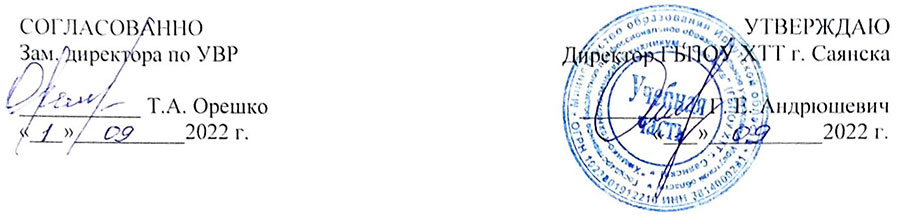 СОГЛАСОВАННО
Зам. директора по УВР
Т.А. Орешко
« 1 » 09 2022 г.
УТВЕРЖДАЮ
Директор ГБПОУ ХТТ г. Саянска
Андрюшевич
« » 09 2022 г.
Учебная
часть